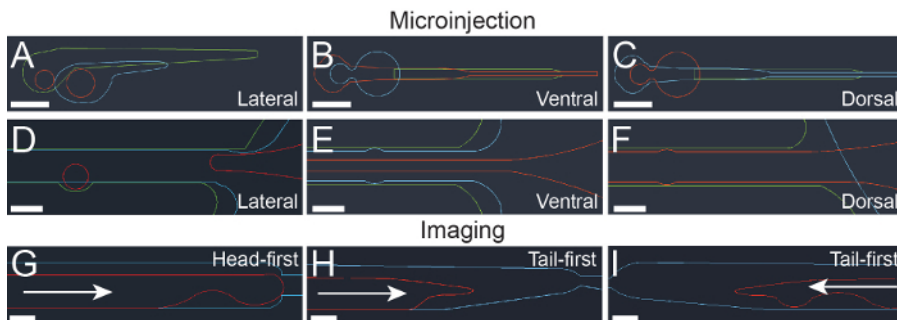 Microinjection
A
Lateral
B
Ventral
C
Dorsal
D
Lateral
E
Ventral
F
Dorsal
Imaging
G
Head-first
H
Tail-first
I
Tail-first